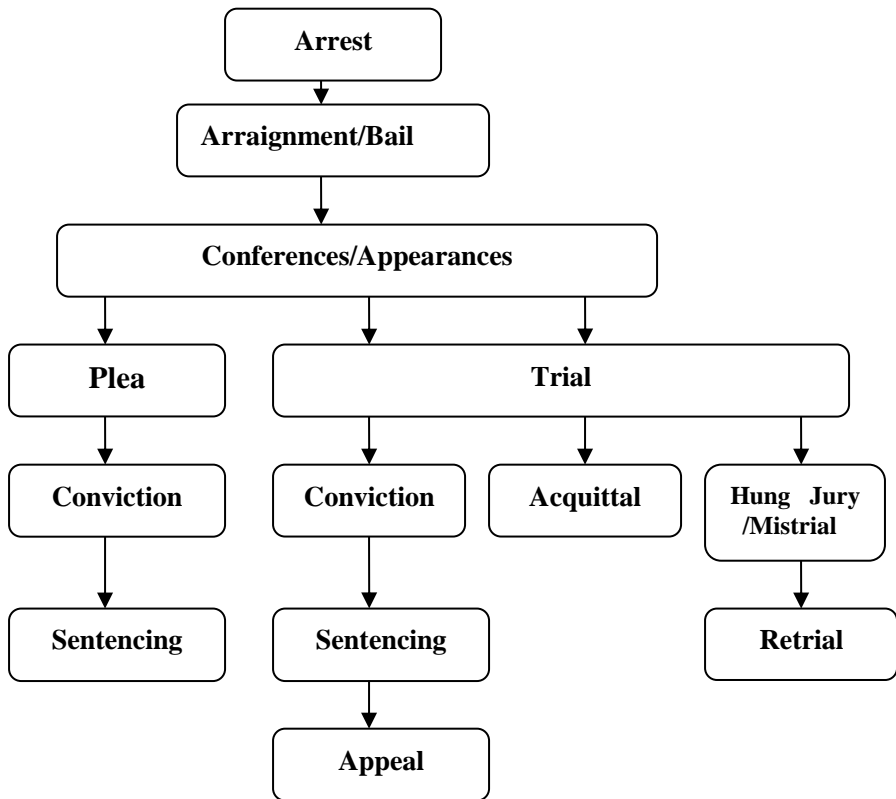 Arrest
Arraignment/Bail
Conferences/Appearances
Plea
Trial
Conviction
Conviction
Acquittal
Hung Jury
/Mistrial
Sentencing
Sentencing
Retrial
Appeal